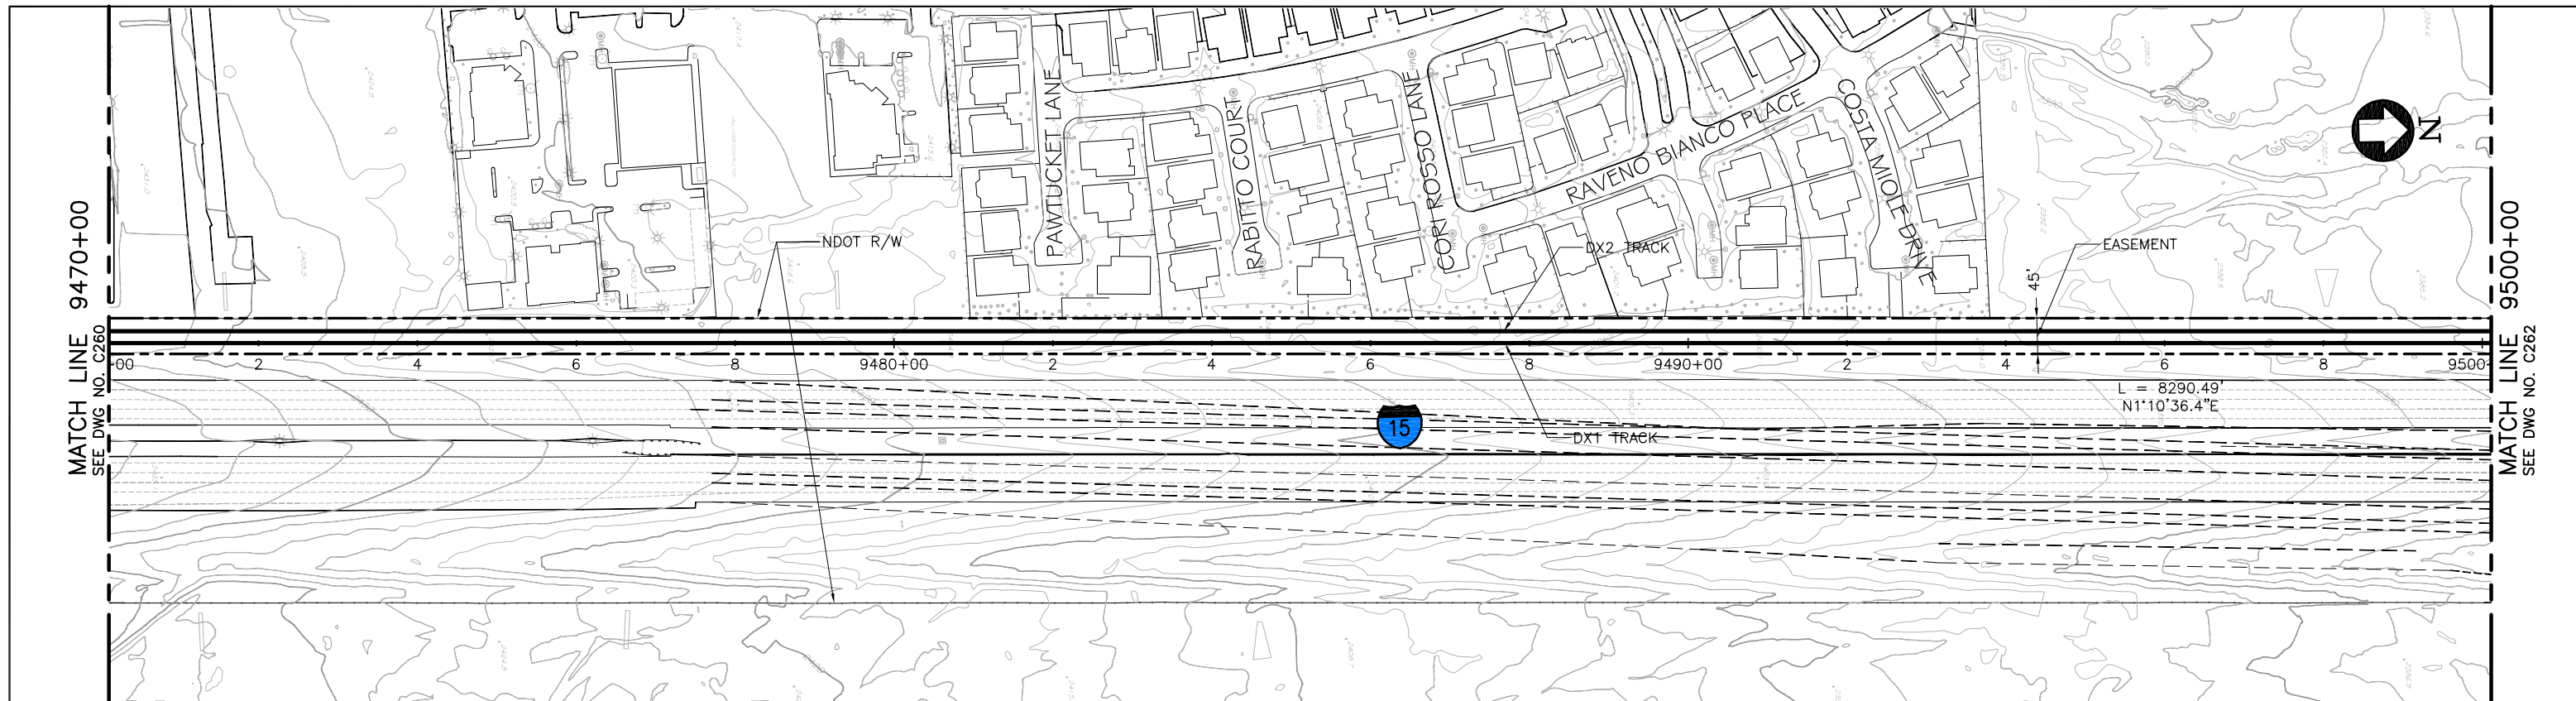 MATCH LINE 9470+00
SEE DWG NO. C260
NDOT R/W
PAWTUCKET LANE
RABITO COURT
CORI ROSSO LANE
RAVENO BIANCO PLACE
COSTA MIOLE DRIVE
DX2 TRACK
EASEMENT
45'
N
+00 2 4 6 8 9480+00 2 4 6 8 9490+00 2 4 6 8 9500+
L = 8290.49'
N1°10'36.4"E
15
DX1 TRACK
MATCH LINE 9500+00
SEE DWG NO. C262